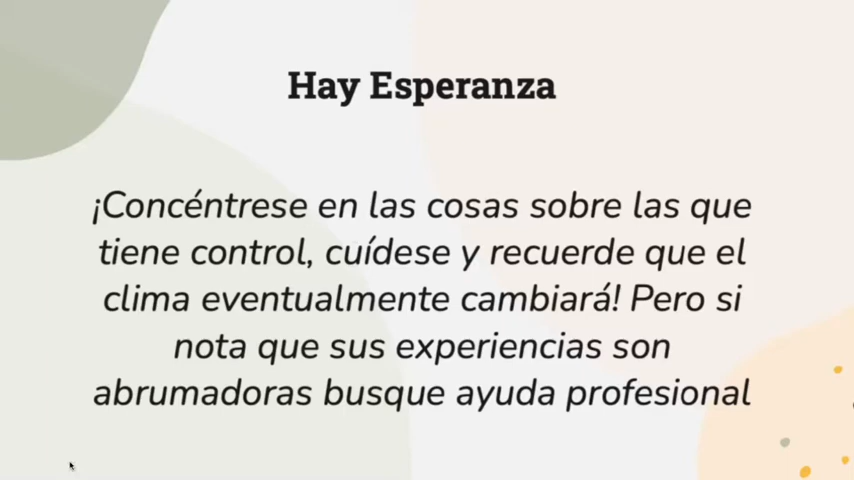 Hay Esperanza
¡Concéntrese en las cosas sobre las que
tiene control, cuídese y recuerde que el
clima eventualmente cambiará! Pero si
nota que sus experiencias son
abrumadoras busque ayuda profesional